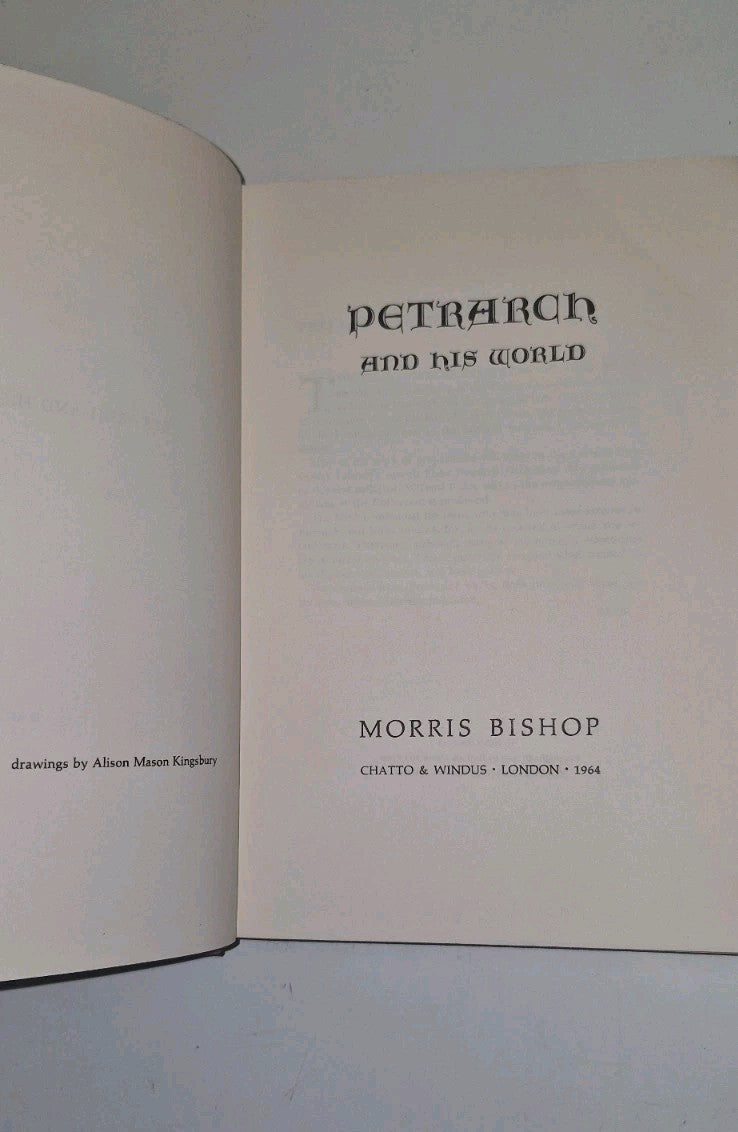 drawings by Alison Mason Kingsbury
PETRARCh
AND hIS WORLD
MORRIS BISHOP
CHATTO & WINDUS · LONDON · 1964